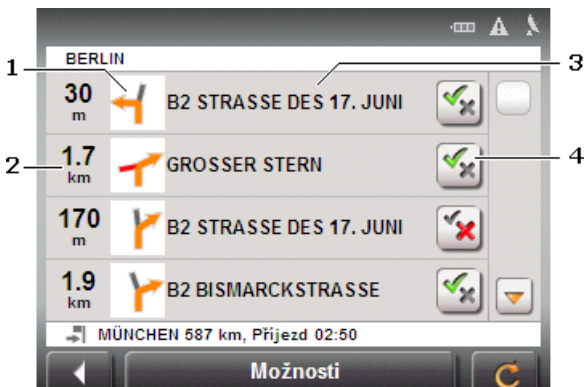 BERLIN
1
3
30 m B2 STRASSE DES 17. JUNI
2
1.7 km GROSSER STERN
4
170 m B2 STRASSE DES 17. JUNI
1.9 km B2 BISMARCKSTRASSE
MÜNCHEN 587 km, Příjezd 02:50
Možnosti